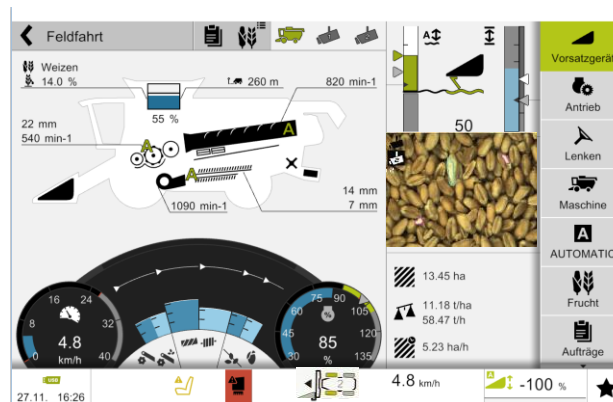 Feldfahrt
Vorsatzgerät
Weizen
14.0 %
260 m
820 min-1
A
55 %
A
22 mm
540 min-1
A
A
50
Antrieb
Lenken
14 mm
7 mm
1090 min-1
Maschine
A
AUTOMATIC
13.45 ha
11.18 t/ha
58.47 t/h
5.23 ha/h
Frucht
Aufträge
0 8 16 24 32 40
4.8
km/h
30 45 60 75 90 105 120 135
%
85
%
USB
27.11. 16:26
2
4.8 km/h
A
-100 %